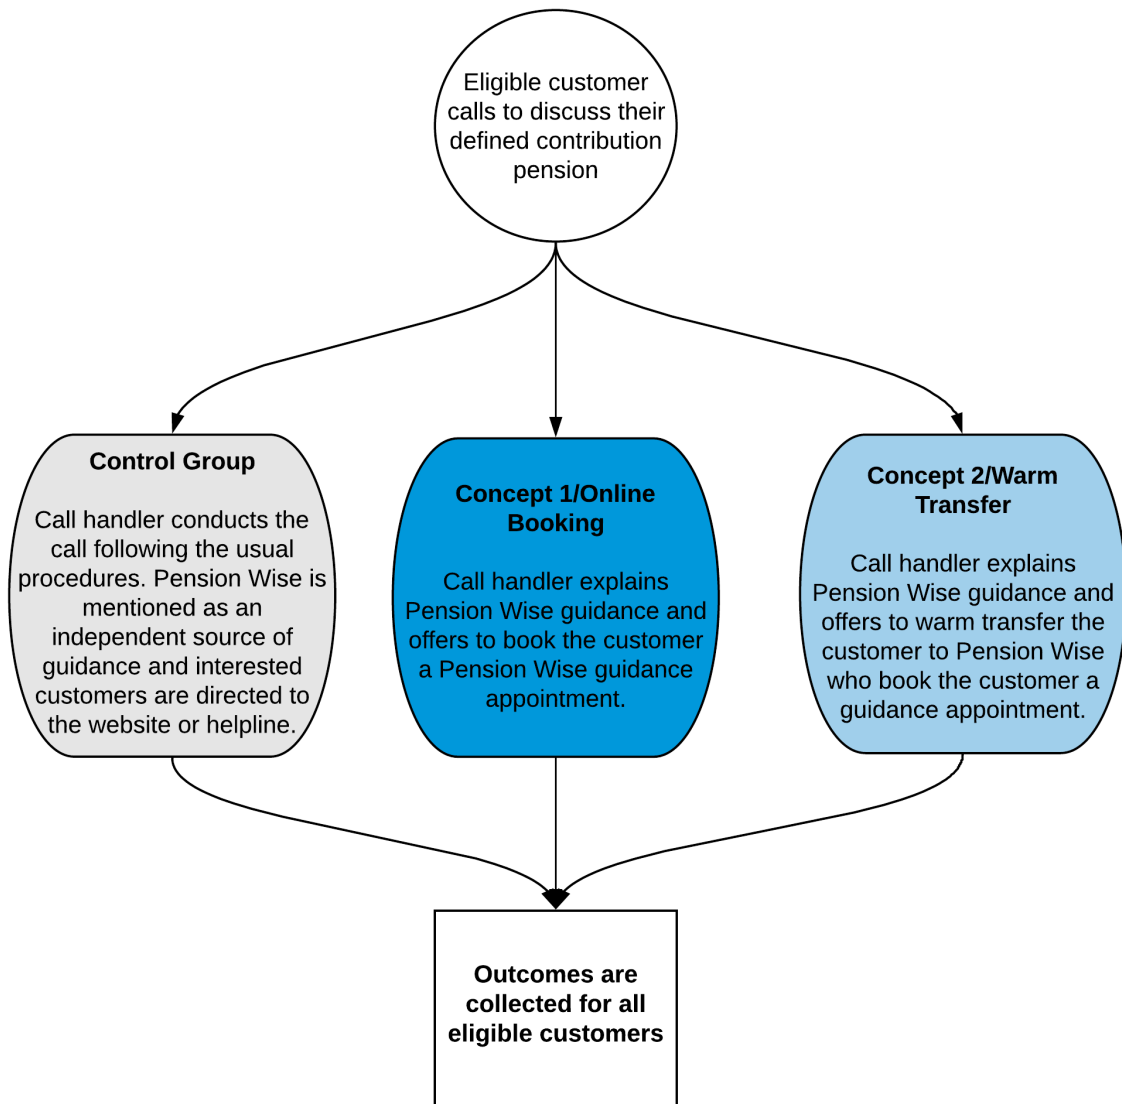 Eligible customer
calls to discuss their
defined contribution
pension
Control Group
Call handler conducts the
call following the usual
procedures. Pension Wise is
mentioned as an
independent source of
guidance and interested
customers are directed to
the website or helpline.
Concept 1/Online
Booking
Call handler explains
Pension Wise guidance and
offers to book the customer
a Pension Wise guidance
appointment.
Concept 2/Warm
Transfer
Call handler explains
Pension Wise guidance and
offers to warm transfer the
customer to Pension Wise
who book the customer a
guidance appointment.
Outcomes are
collected for all
eligible customers